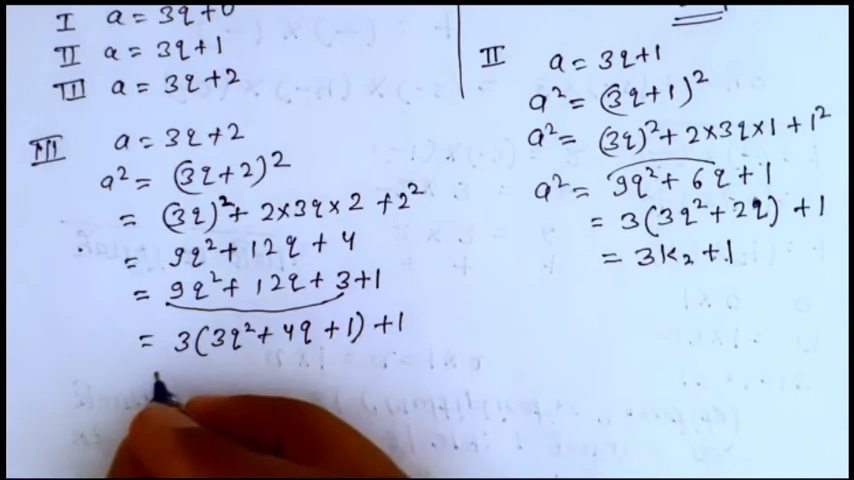 I a = 3q+0
II a = 3q+1
III a = 3q+2
III a = 3q+2
a² = (3q+2)²
= (3q)²+ 2×3q×2 +2²
= 9q²+ 12q + 4
= 9q²+ 12q + 3+1
= 3(3q²+ 4q +1) +1
II a = 3q+1
a² = (3q+1)²
a² = (3q)²+ 2×3q×1 + 1²
a² = 9q²+ 6q + 1
= 3(3q²+2q) +1
= 3k₂ +1